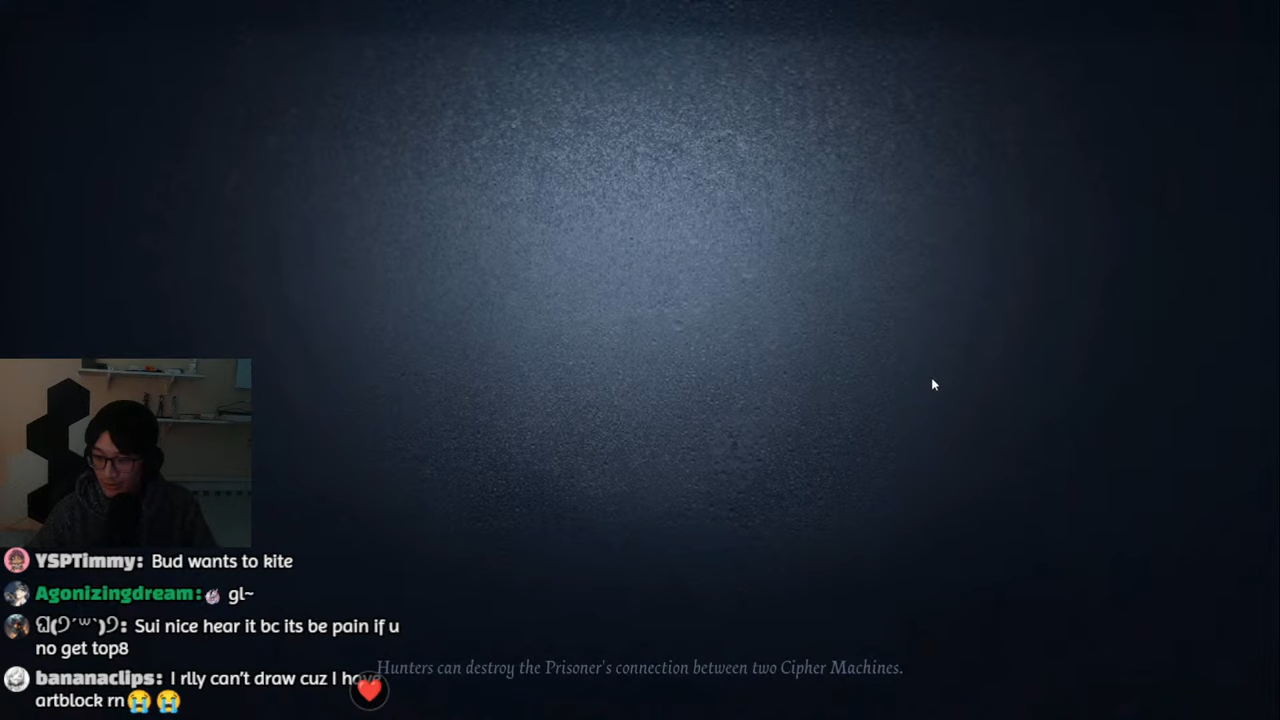 YSPTimmy: Bud wants to kite
Agonizingdream: gl~
Sui nice hear it bc its be pain if u
no get top8
bananaclips: I rlly can't draw cuz I have
artblock rn😭 😭
Hunters can destroy the Prisoner's connection between two Cipher Machines.